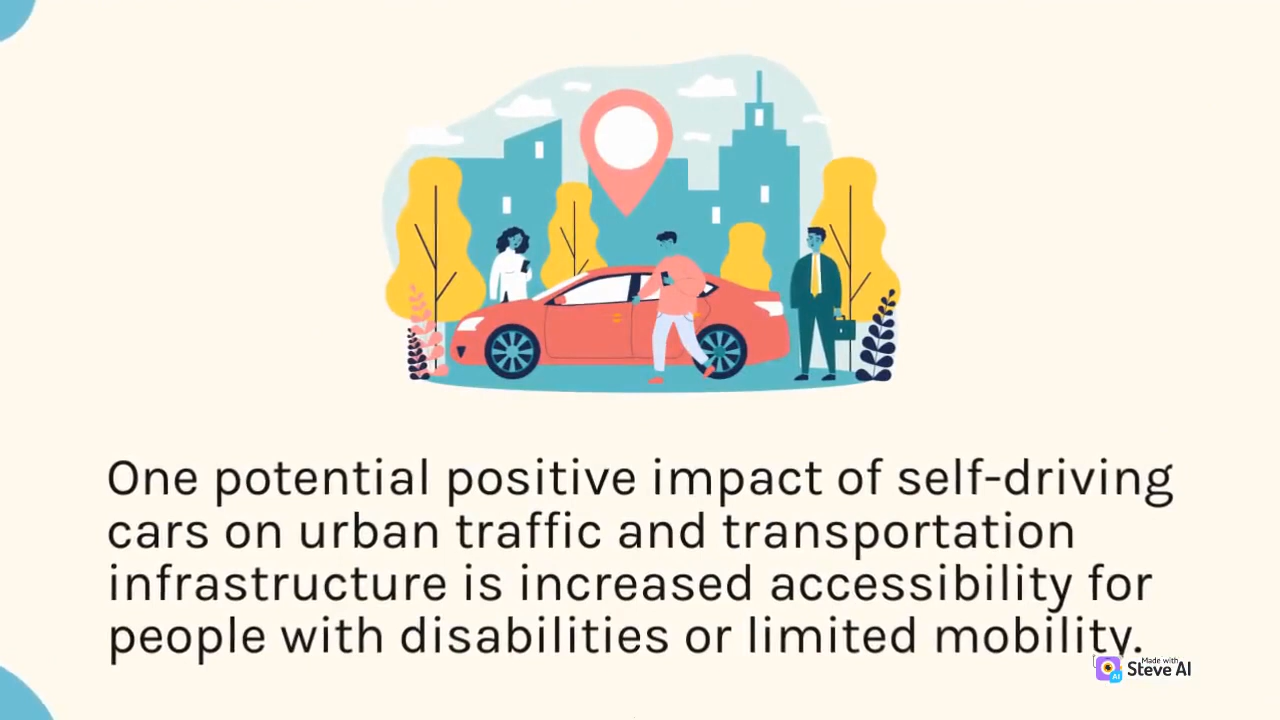 One potential positive impact of self-driving
cars on urban traffic and transportation
infrastructure is increased accessibility for
people with disabilities or limited mobility.
Made with
Steve AI
AI